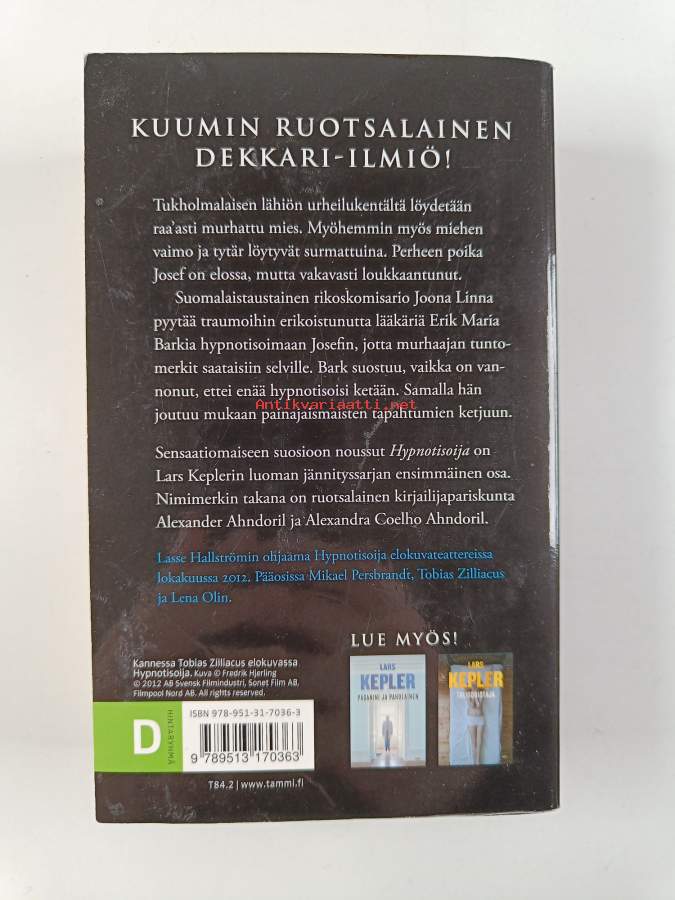 KUUMIN RUOTSALAINEN
DEKKARI-ILMIÖ!
Tukholmalaisen lähiön urheilukentältä löydetään
raa'asti murhattu mies. Myöhemmin myös miehen
vaimo ja tytär löytyvät surmattuina. Perheen poika
Josef on elossa, mutta vakavasti loukkaantunut.
Suomalaistaustainen rikoskomisario Joona Linna
pyytää traumoihin erikoistunutta lääkäriä Erik Maria
Barkia hypnotisoimaan Josefin, jotta murhaajan tunto-
merkit saataisiin selville. Bark suostuu, vaikka on van-
nonut, ettei enää hypnotisoisi ketään. Samalla hän
Antikvariaatti.net
joutuu mukaan painajaismaisten tapahtumien ketjuun.
Sensaatiomaiseen suosioon noussut Hypnotisoija on
Lars Keplerin luoman jännityssarjan ensimmäinen osa.
Nimimerkin takana on ruotsalainen kirjailijapariskunta
Alexander Ahndoril ja Alexandra Coelho Ahndoril.
Lasse Hallströmin ohjaama Hypnotisoija elokuvateattereissa
lokakuussa 2012. Pääosissa Mikael Persbrandt, Tobias Zilliacus
ja Lena Olin.
LUE MYÖS!
Kannessa Tobias Zilliacus elokuvassa
Hypnotisoija. Kuva © Fredrik Hjerling
© 2012 AB Svensk Filmindustri, Sonet Film AB,
Filmpool Nord AB. All rights reserved.
LARS
KEPLER
PAGANINI JA PAHOLAINEN
LARS
KEPLER
TULITODISTAJA
D
HINTARYHMÄ
ISBN 978-951-31-7036-3
9 789513 170363
T84.2 | www.tammi.fi